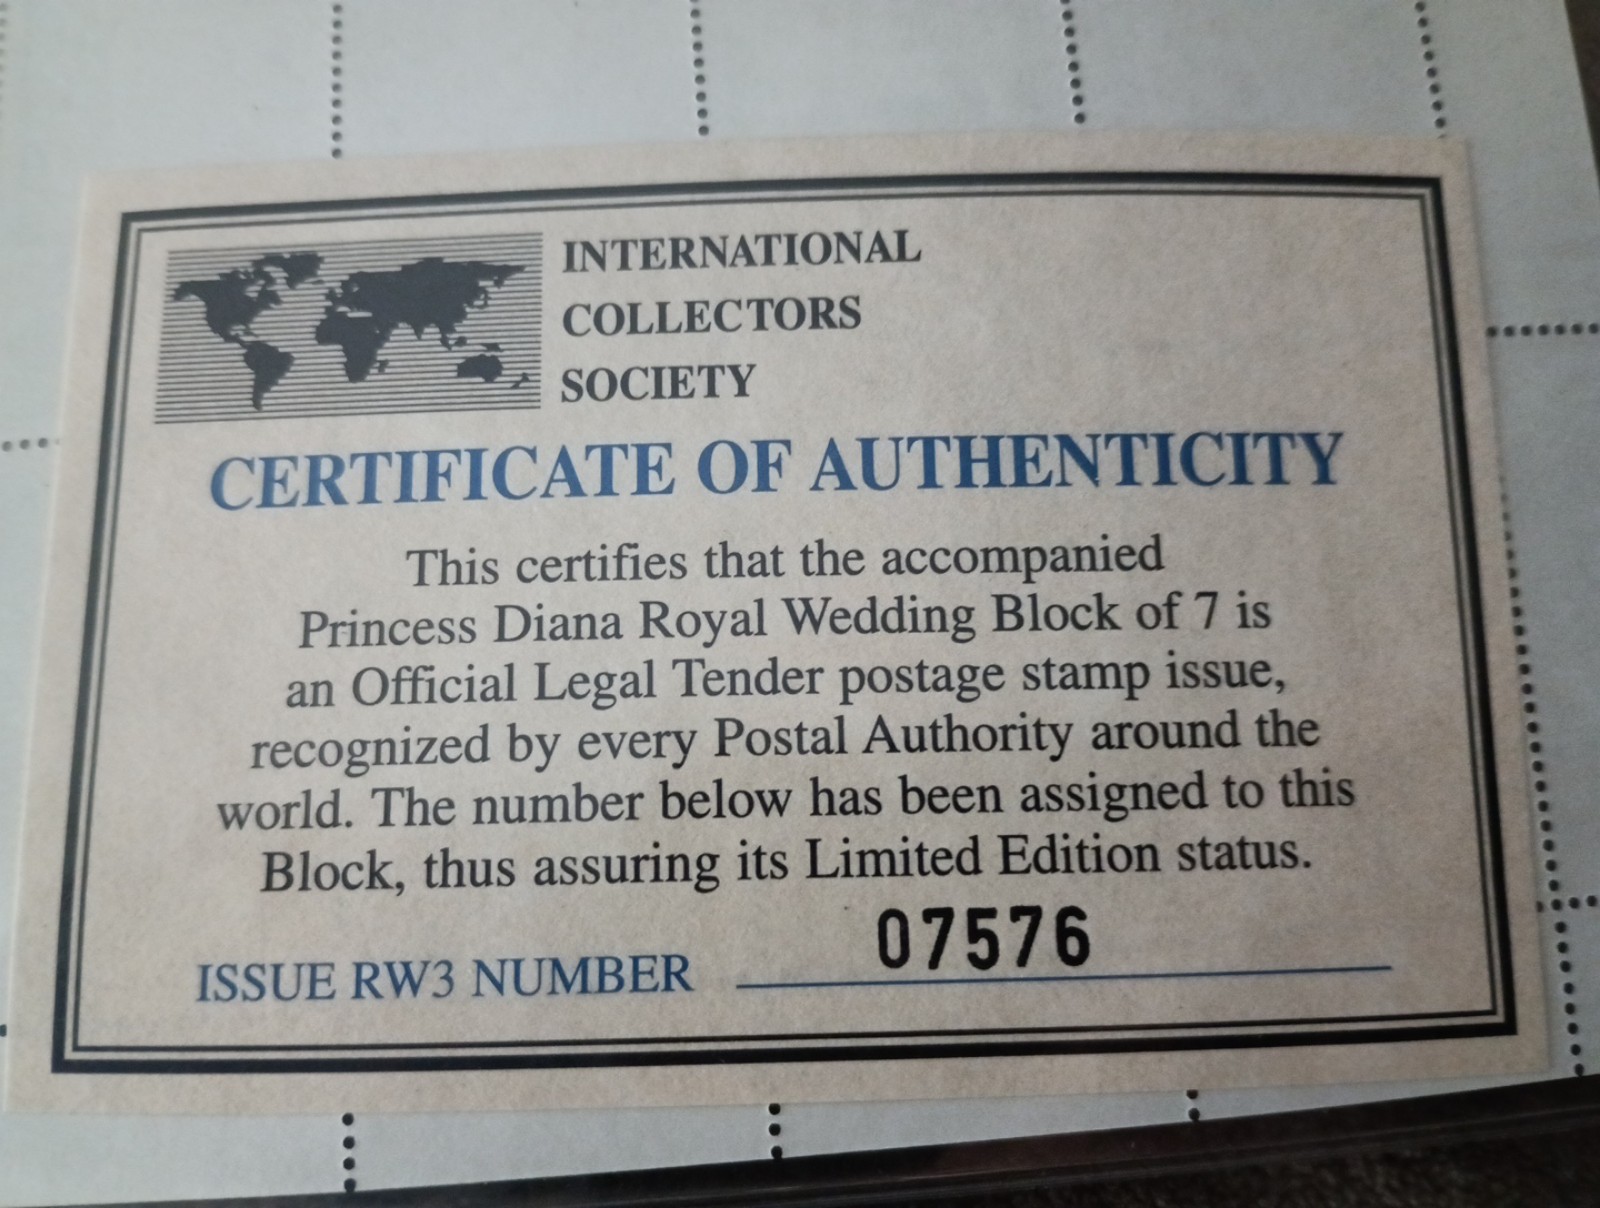 INTERNATIONAL
COLLECTORS
SOCIETY
CERTIFICATE OF AUTHENTICITY
This certifies that the accompanied
Princess Diana Royal Wedding Block of 7 is
an Official Legal Tender postage stamp issue,
recognized by every Postal Authority around the
world. The number below has been assigned to this
Block, thus assuring its Limited Edition status.
ISSUE RW3 NUMBER 07576